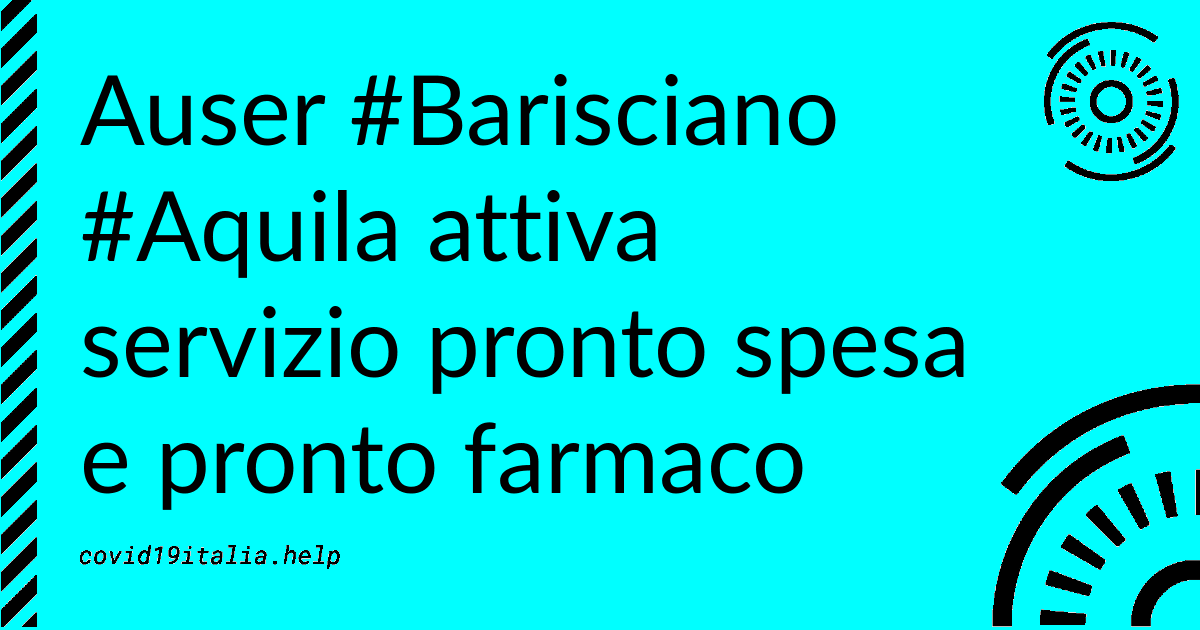 Auser #Barisciano
#Aquila attiva
servizio pronto spesa
e pronto farmaco
covid19italia.help